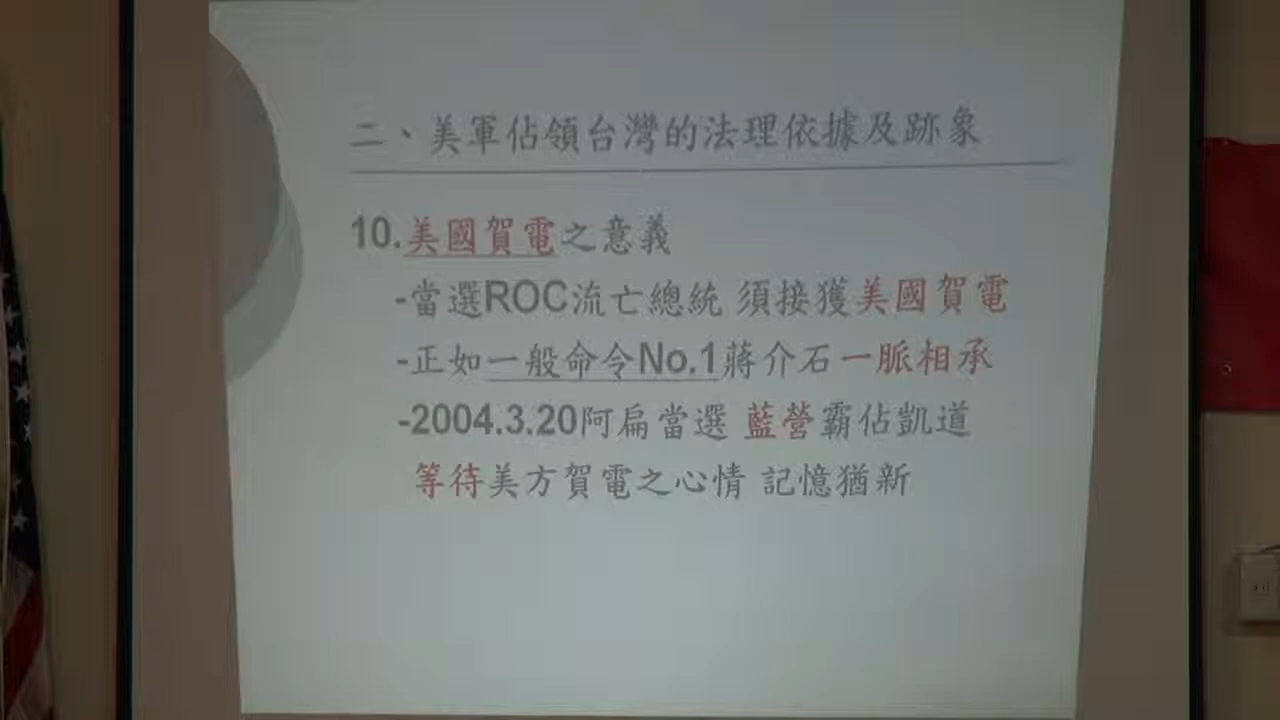 二、美軍佔領台灣的法理依據及跡象
10.美國賀電之意義
-當選ROC流亡總統 須接獲美國賀電
-正如一般命令No.1蔣介石一脈相承
-2004.3.20阿扁當選 藍營霸佔凱道
等待美方賀電之心情 記憶猶新